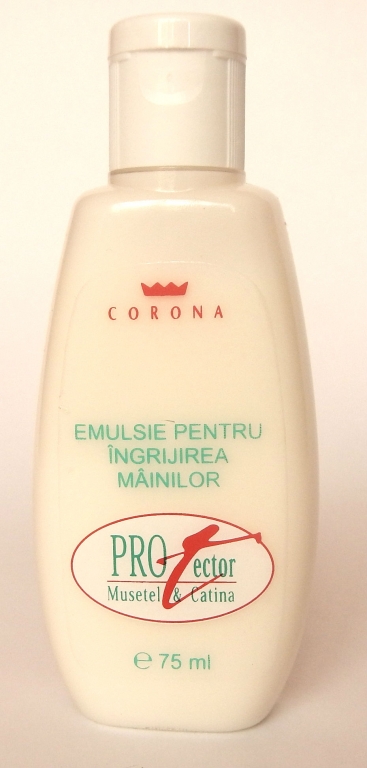 CORONA
EMULSIE PENTRU
ÎNGRIJIREA
MÂINILOR
PROtector
Musetel & Catina
℮ 75 ml